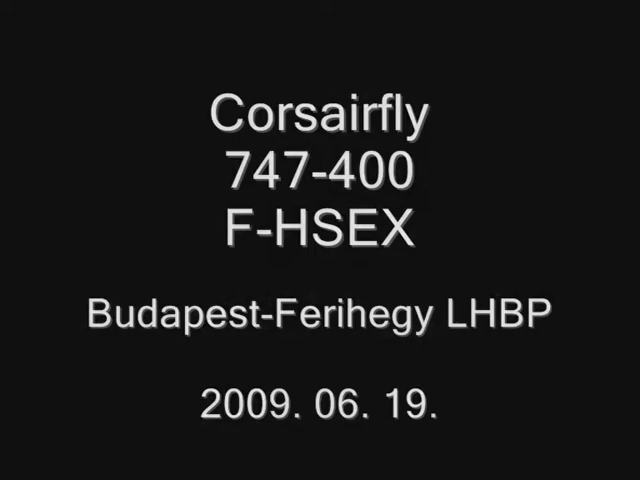 Corsairfly
747-400
F-HSEX
Budapest-Ferihegy LHBP
2009. 06. 19.